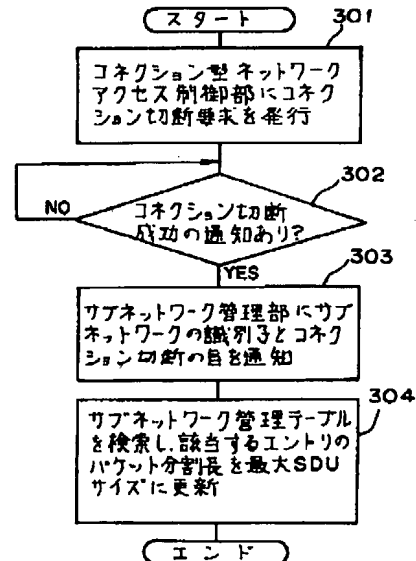 スタート
301
コネクション型ネットワーク
アクセス制御部にコネク
ション切断要求を発行
302
コネクション切断
成功の通知あり?
NO
YES
303
サブネットワーク管理部にサブ
ネットワークの識別子とコネク
ション切断の旨を通知
304
サブネットワーク管理テーブル
を検索し、該当するエントリの
パケット分割長を最大SDU
サイズに更新
エンド